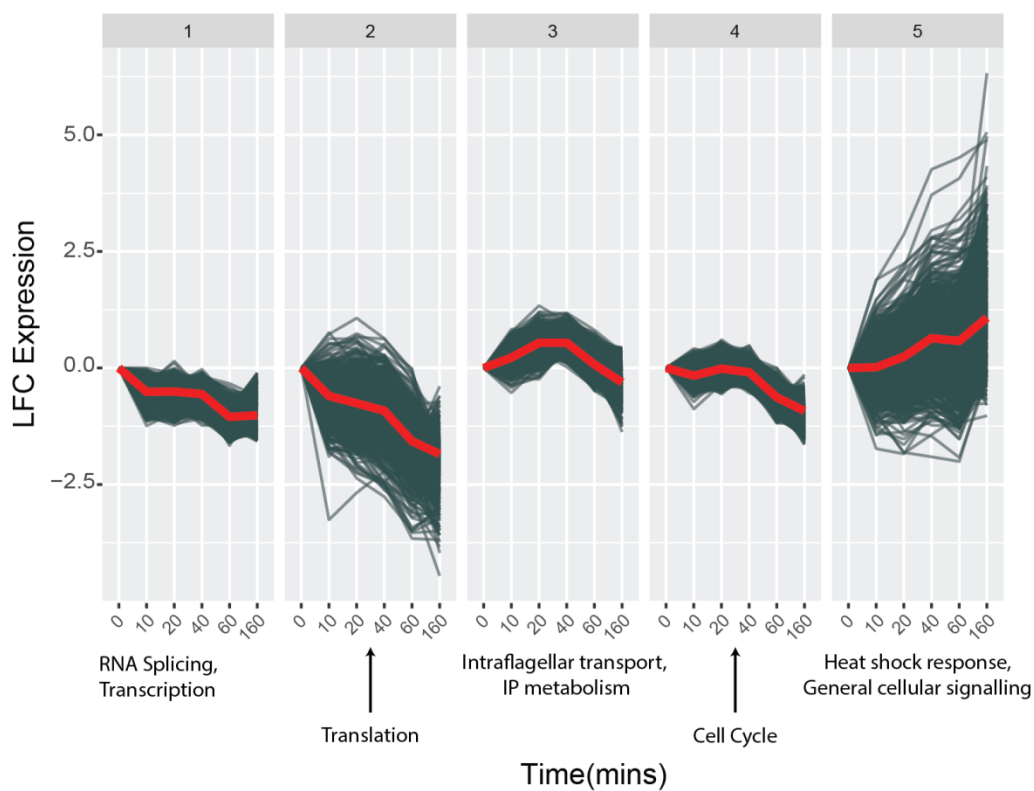 1 2 3 4 5
LFC Expression
5.0
2.5
0.0
−2.5
0 10 20 40 60 160 0 10 20 40 60 160 0 10 20 40 60 160 0 10 20 40 60 160 0 10 20 40 60 160
RNA Splicing,
Transcription
Translation
Intraflagellar transport,
IP metabolism
Cell Cycle
Heat shock response,
General cellular signalling
Time(mins)